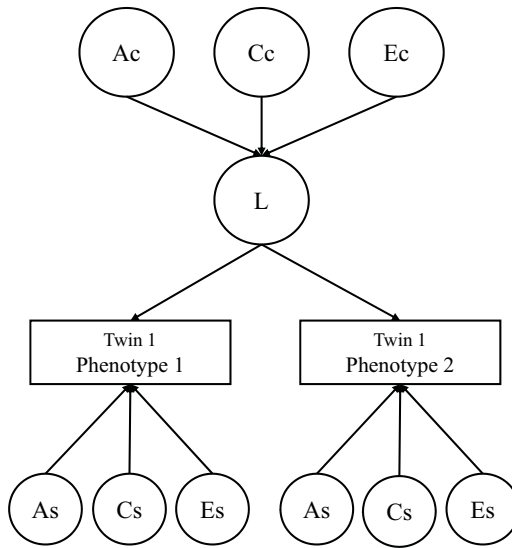 Ac Cc Ec
L
Twin 1
Phenotype 1
Twin 1
Phenotype 2
As Cs Es As Cs Es